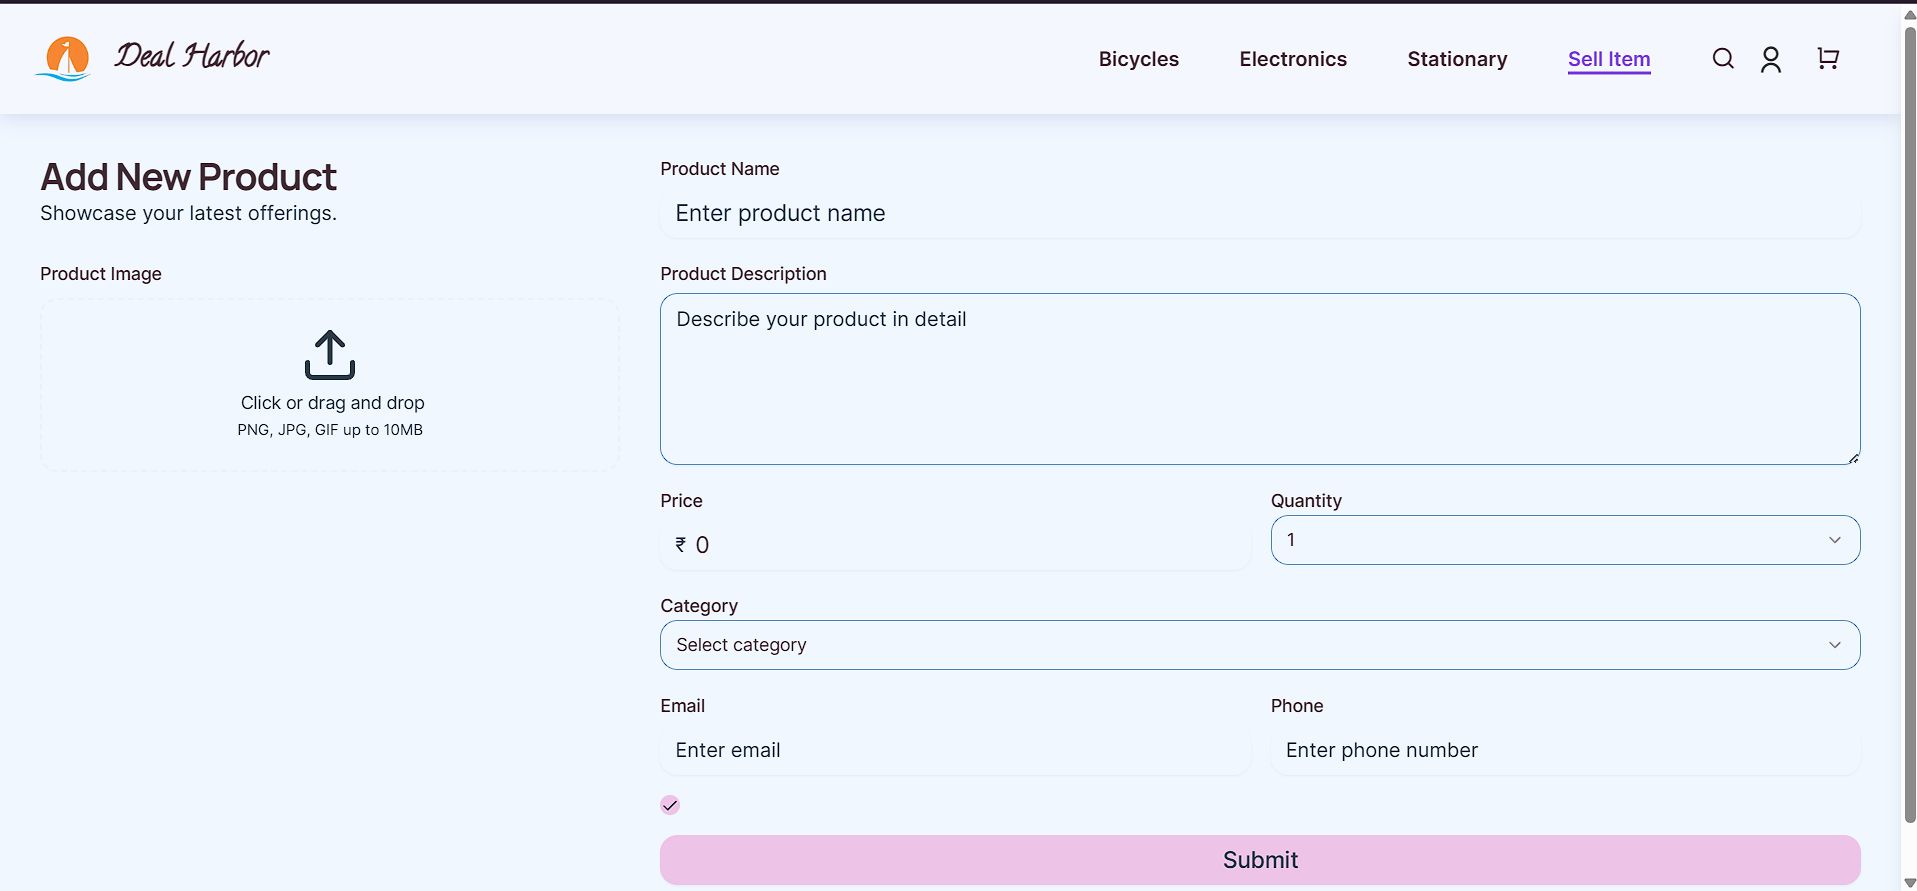 Deal Harbor
Bicycles
Electronics
Stationary
Sell Item
Add New Product
Showcase your latest offerings.
Product Image
Click or drag and drop
PNG, JPG, GIF up to 10MB
Product Name
Enter product name
Product Description
Describe your product in detail
Price
₹ 0
Quantity
1
Category
Select category
Email
Enter email
Phone
Enter phone number
Submit